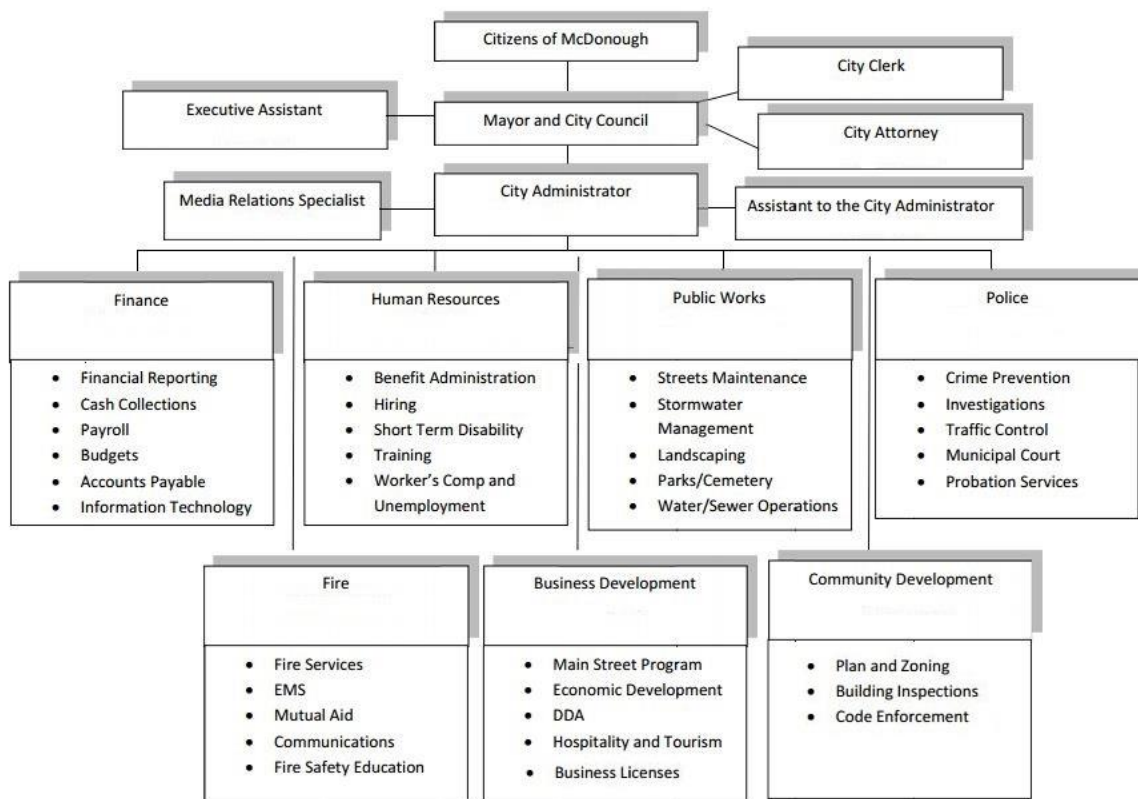 Citizens of McDonough
City Clerk
Executive Assistant
Mayor and City Council
City Attorney
City Administrator
Media Relations Specialist
Assistant to the City Administrator
Finance
• Financial Reporting
• Cash Collections
• Payroll
• Budgets
• Accounts Payable
• Information Technology
Human Resources
• Benefit Administration
• Hiring
• Short Term Disability
• Training
• Worker's Comp and
Unemployment
Public Works
• Streets Maintenance
• Stormwater
Management
• Landscaping
• Parks/Cemetery
• Water/Sewer Operations
Police
• Crime Prevention
• Investigations
• Traffic Control
• Municipal Court
• Probation Services
Fire
• Fire Services
• EMS
• Mutual Aid
• Communications
• Fire Safety Education
Business Development
• Main Street Program
• Economic Development
• DDA
• Hospitality and Tourism
• Business Licenses
Community Development
• Plan and Zoning
• Building Inspections
• Code Enforcement